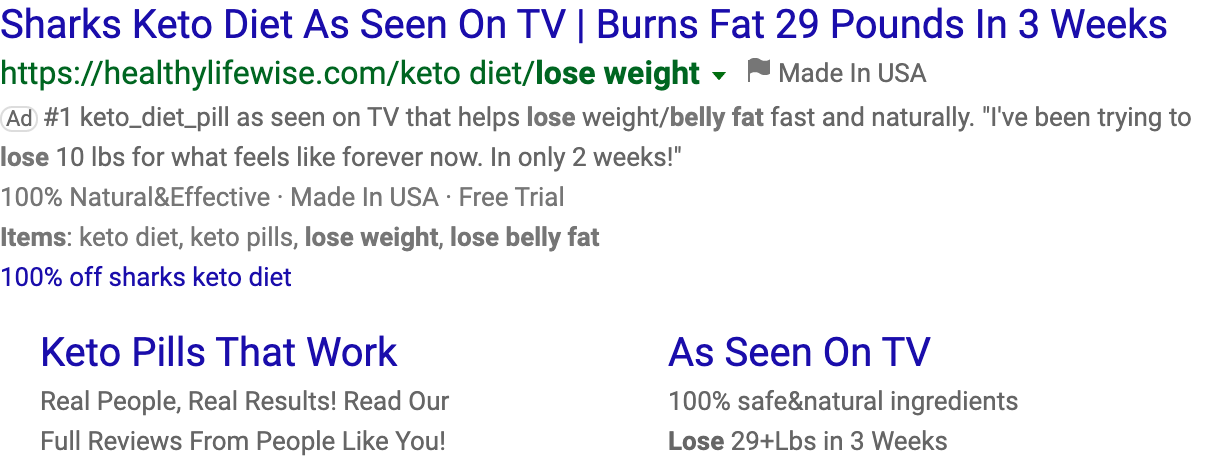 Sharks Keto Diet As Seen On TV | Burns Fat 29 Pounds In 3 Weeks
https://healthylifewise.com/keto diet/lose weight Made In USA
Ad #1 keto_diet_pill as seen on TV that helps lose weight/belly fat fast and naturally. "I've been trying to
lose 10 lbs for what feels like forever now. In only 2 weeks!"
100% Natural&Effective · Made In USA · Free Trial
Items: keto diet, keto pills, lose weight, lose belly fat
100% off sharks keto diet
Keto Pills That Work
Real People, Real Results! Read Our
Full Reviews From People Like You!
As Seen On TV
100% safe&natural ingredients
Lose 29+Lbs in 3 Weeks